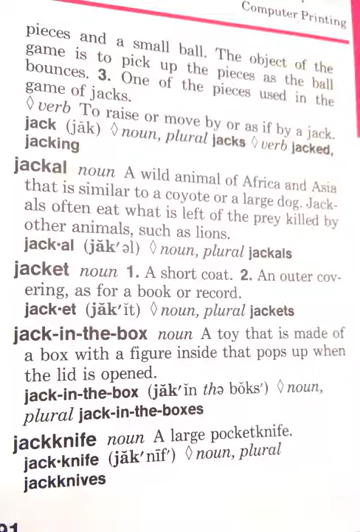 Computer Printing
pieces and a small ball. The object of the
game is to pick up the pieces as the ball
bounces. 3. One of the pieces used in the
game of jacks.
◊ verb To raise or move by or as if by a jack.
jack (jăk) ◊ noun, plural jacks ◊ verb jacked,
jacking
jackal noun A wild animal of Africa and Asia
that is similar to a coyote or a large dog. Jack-
als often eat what is left of the prey killed by
other animals, such as lions.
jack·al (jăk′əl) ◊ noun, plural jackals
jacket noun 1. A short coat. 2. An outer cov-
ering, as for a book or record.
jack·et (jăk′ĭt) ◊ noun, plural jackets
jack-in-the-box noun A toy that is made of
a box with a figure inside that pops up when
the lid is opened.
jack-in-the-box (jăk′ĭn thə bŏks′) ◊ noun,
plural jack-in-the-boxes
jackknife noun A large pocketknife.
jack·knife (jăk′nīf′) ◊ noun, plural
jackknives